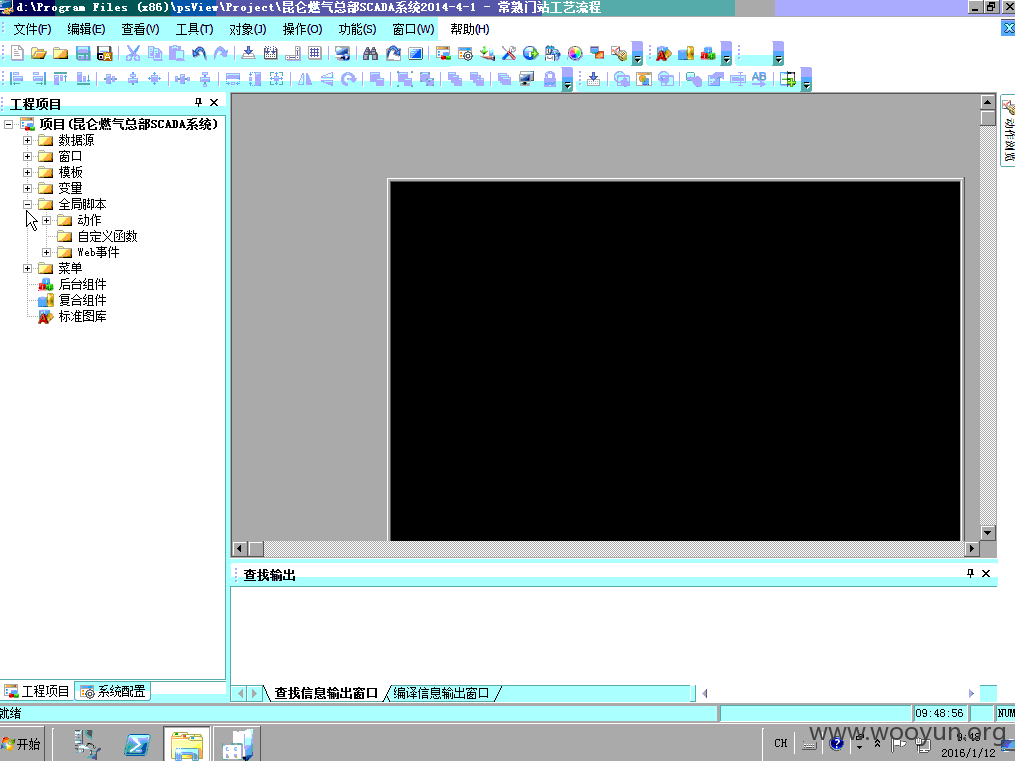 d:\Program Files (x86)\psView\Project\昆仑燃气总部SCADA系统2014-4-1 - 常熟门站工艺流程
文件(F) 编辑(E) 查看(V) 工具(T) 对象(J) 操作(O) 功能(S) 窗口(W) 帮助(H)
工程项目
项目(昆仑燃气总部SCADA系统)
数据源
窗口
模板
变量
全局脚本
动作
自定义函数
Web事件
菜单
后台组件
复合组件
标准图库
动作浏览
查找输出
工程项目 系统配置
查找信息输出窗口 编译信息输出窗口
就绪
09:48:56 NUM
开始
CH
9:48
2016/1/12
www.wooyun.org